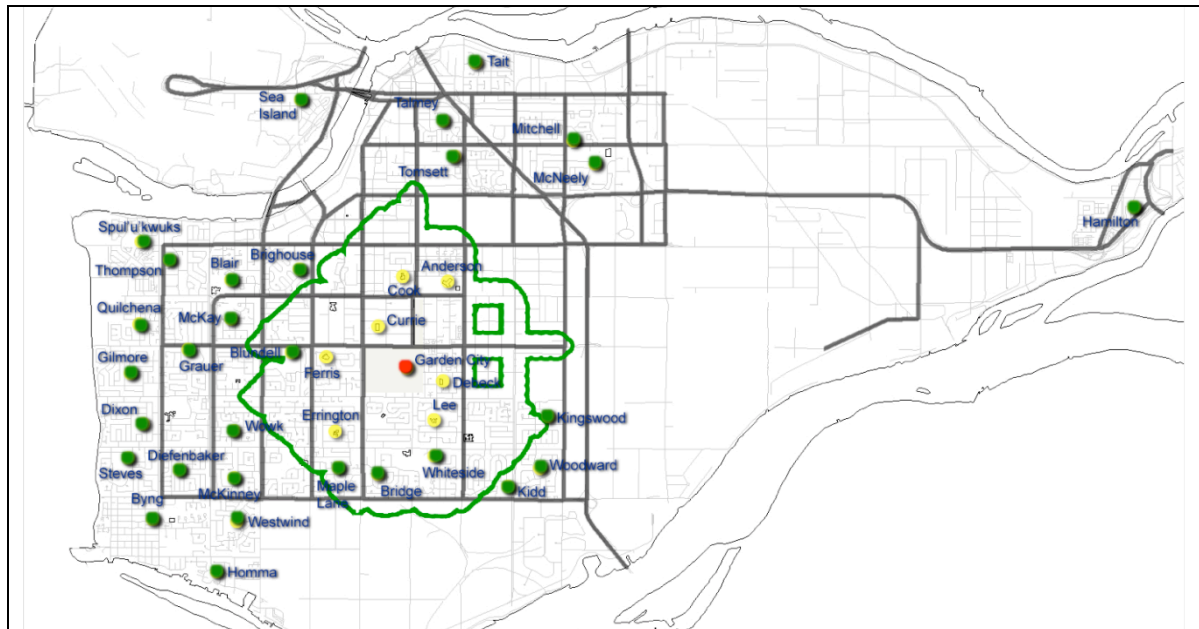 Tait
Sea
Island
Talmey
Mitchell
Tomsett
McNeely
Hamilton
Spul'u'kwuks
Thompson
Blair
Brighouse
Anderson
Cook
Quilchena
McKay
Currie
Gilmore
Grauer
Blundell
Ferris
Garden City
Debeck
Dixon
Errington
Lee
Kingswood
Wowk
Steves
Diefenbaker
McKinney
Maple
Lane
Bridge
Whiteside
Woodward
Kidd
Byng
Westwind
Homma